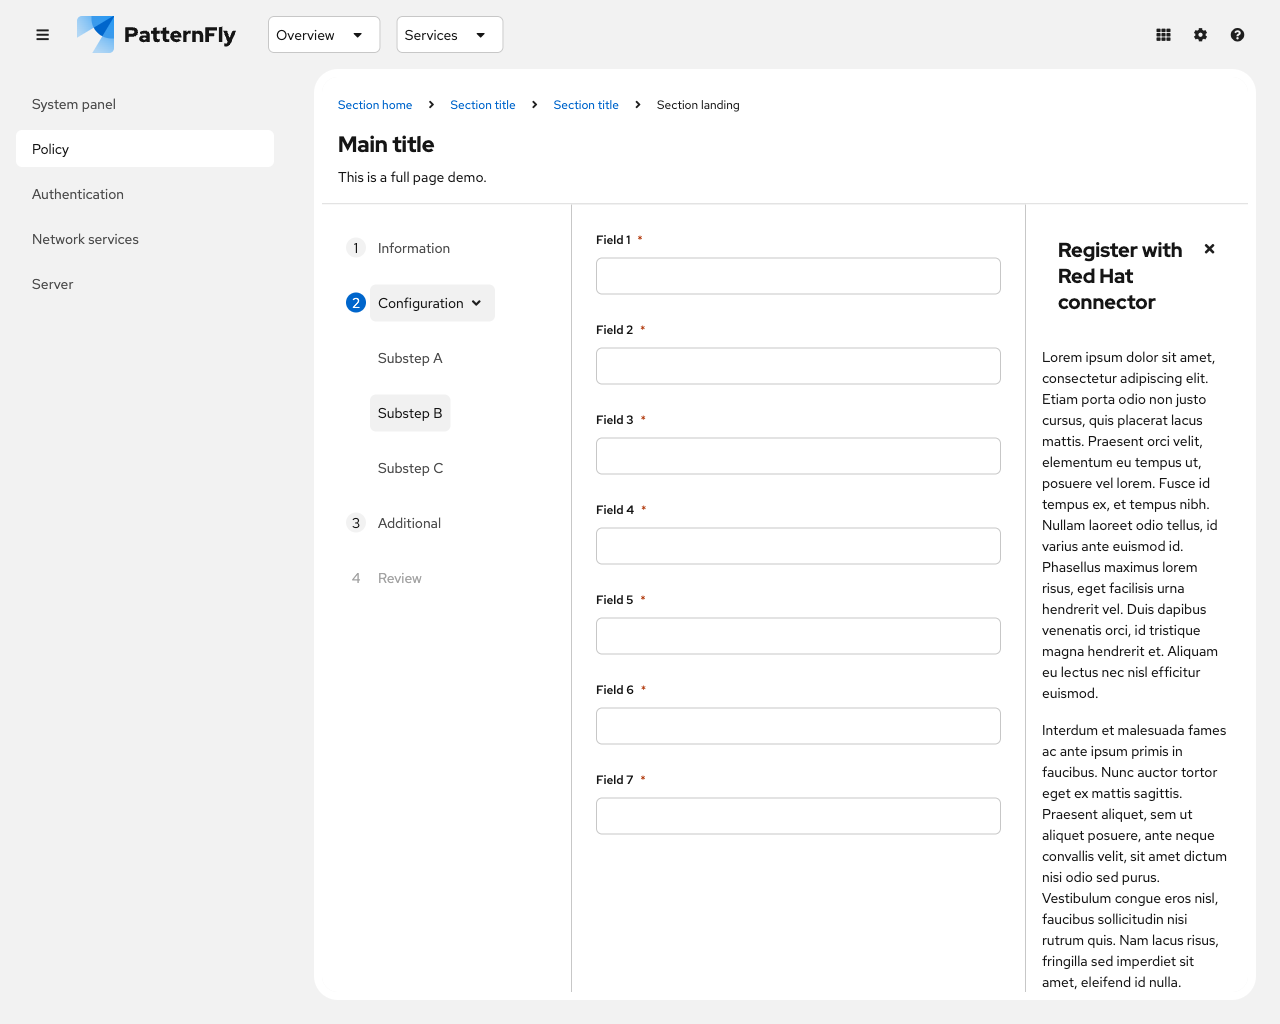 PatternFly
Overview
Services
System panel
Policy
Authentication
Network services
Server
Section home
Section title
Section title
Section landing
Main title
This is a full page demo.
1 Information
2 Configuration
Substep A
Substep B
Substep C
3 Additional
4 Review
Field 1 *
Field 2 *
Field 3 *
Field 4 *
Field 5 *
Field 6 *
Field 7 *
Register with
Red Hat
connector
Lorem ipsum dolor sit amet,
consectetur adipiscing elit.
Etiam porta odio non justo
cursus, quis placerat lacus
mattis. Praesent orci velit,
elementum eu tempus ut,
posuere vel lorem. Fusce id
tempus ex, et tempus nibh.
Nullam laoreet odio tellus, id
varius ante euismod id.
Phasellus maximus lorem
risus, eget facilisis urna
hendrerit vel. Duis dapibus
venenatis orci, id tristique
magna hendrerit et. Aliquam
eu lectus nec nisl efficitur
euismod.
Interdum et malesuada fames
ac ante ipsum primis in
faucibus. Nunc auctor tortor
eget ex mattis sagittis.
Praesent aliquet, sem ut
aliquet posuere, ante neque
convallis velit, sit amet dictum
nisi odio sed purus.
Vestibulum congue eros nisl,
faucibus sollicitudin nisi
rutrum quis. Nam lacus risus,
fringilla sed imperdiet sit
amet, eleifend id nulla.